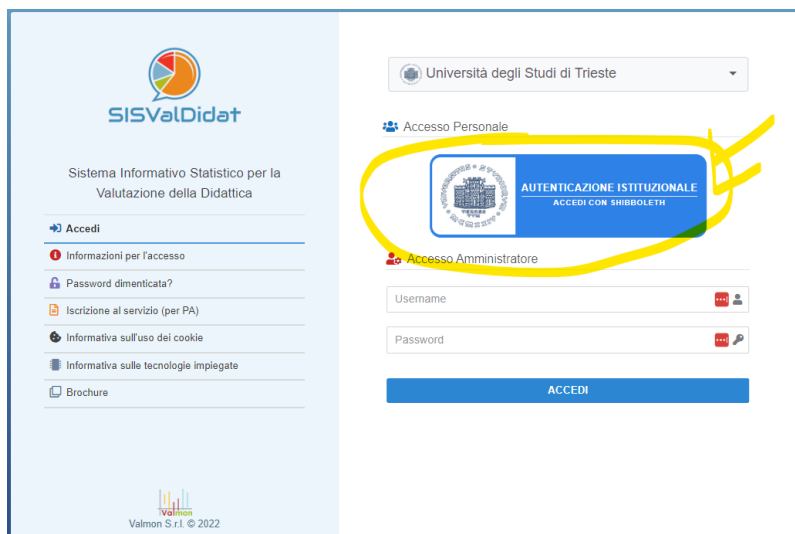 SISValDidat
Sistema Informativo Statistico per la
Valutazione della Didattica
Accedi
Informazioni per l'accesso
Password dimenticata?
Iscrizione al servizio (per PA)
Informativa sull'uso dei cookie
Informativa sulle tecnologie impiegate
Brochure
Valmon
Valmon S.r.l. © 2022
Università degli Studi di Trieste
Accesso Personale
AUTENTICAZIONE ISTITUZIONALE
ACCEDI CON SHIBBOLETH
Accesso Amministratore
Username
Password
ACCEDI